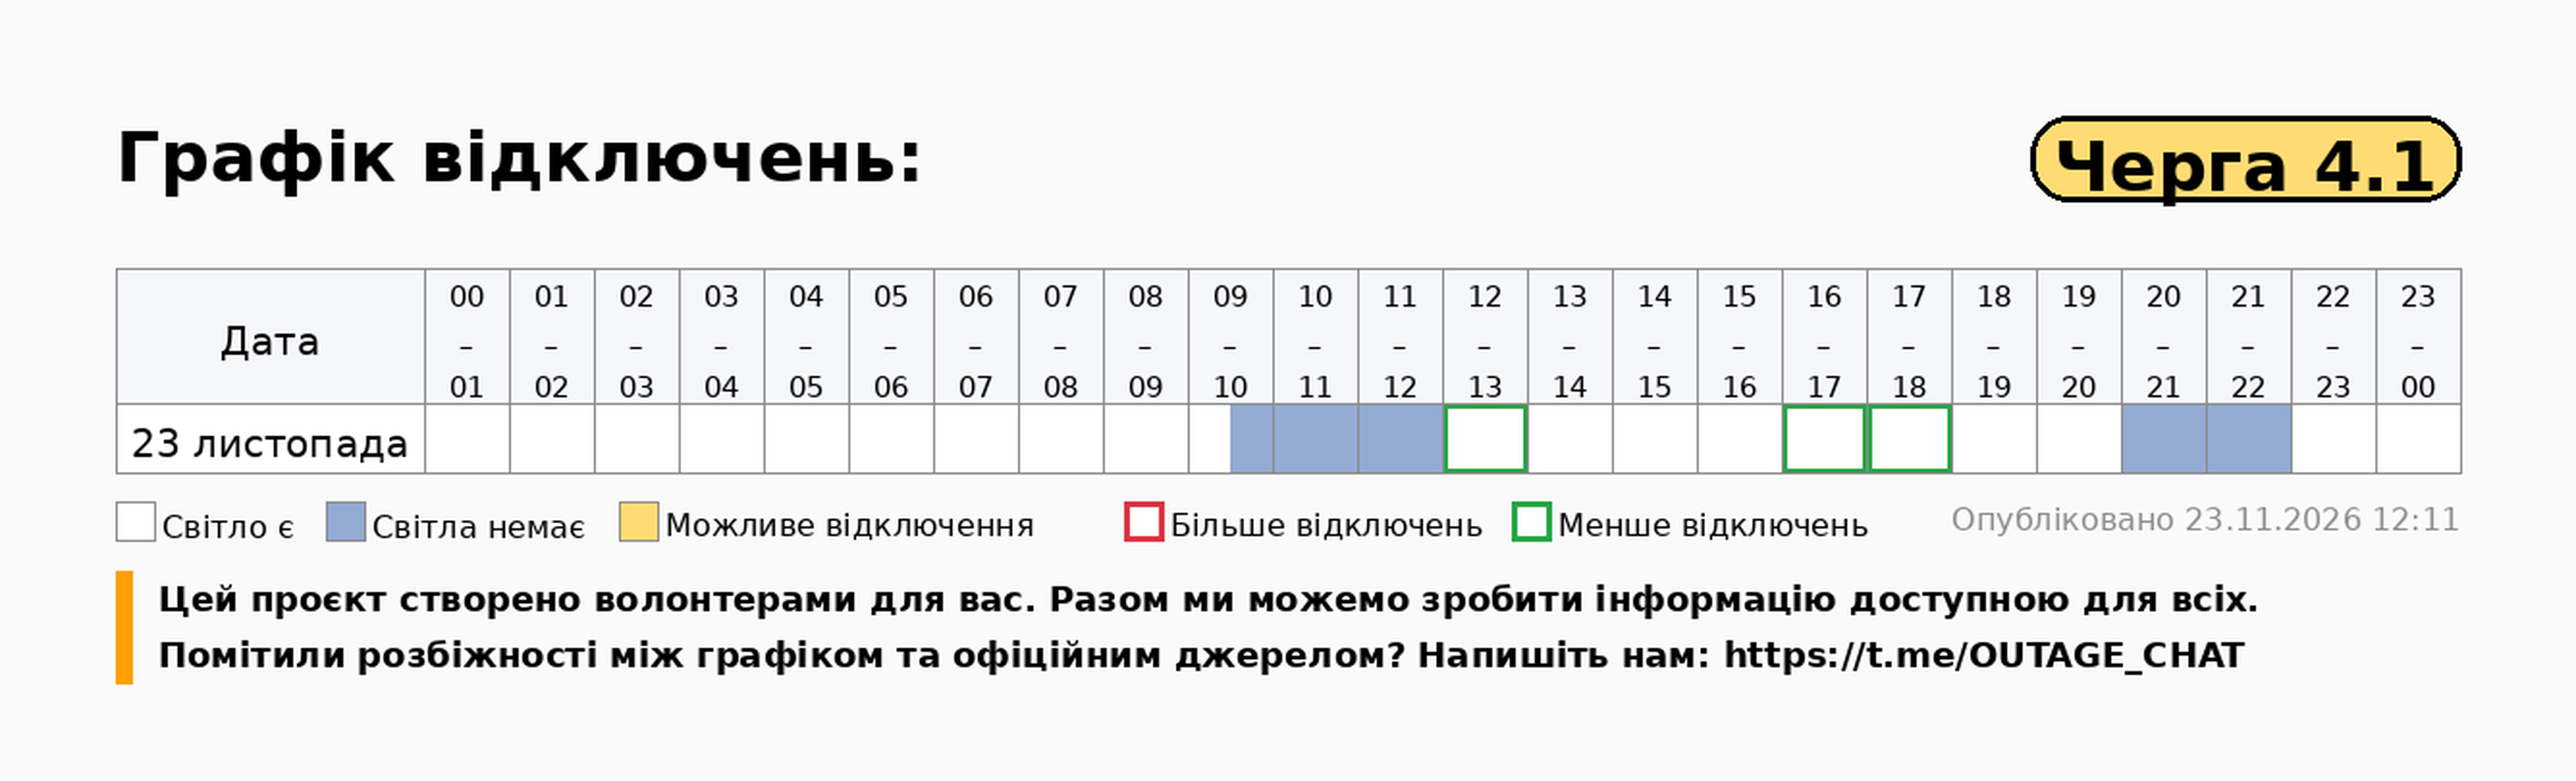 Графік відключень:
Черга 4.1
Дата
00 – 01
01 – 02
02 – 03
03 – 04
04 – 05
05 – 06
06 – 07
07 – 08
08 – 09
09 – 10
10 – 11
11 – 12
12 – 13
13 – 14
14 – 15
15 – 16
16 – 17
17 – 18
18 – 19
19 – 20
20 – 21
21 – 22
22 – 23
23 – 00
23 листопада
Світло є
Світла немає
Можливе відключення
Більше відключень
Менше відключень
Опубліковано 23.11.2026 12:11
Цей проєкт створено волонтерами для вас. Разом ми можемо зробити інформацію доступною для всіх.
Помітили розбіжності між графіком та офіційним джерелом? Напишіть нам: https://t.me/OUTAGE_CHAT